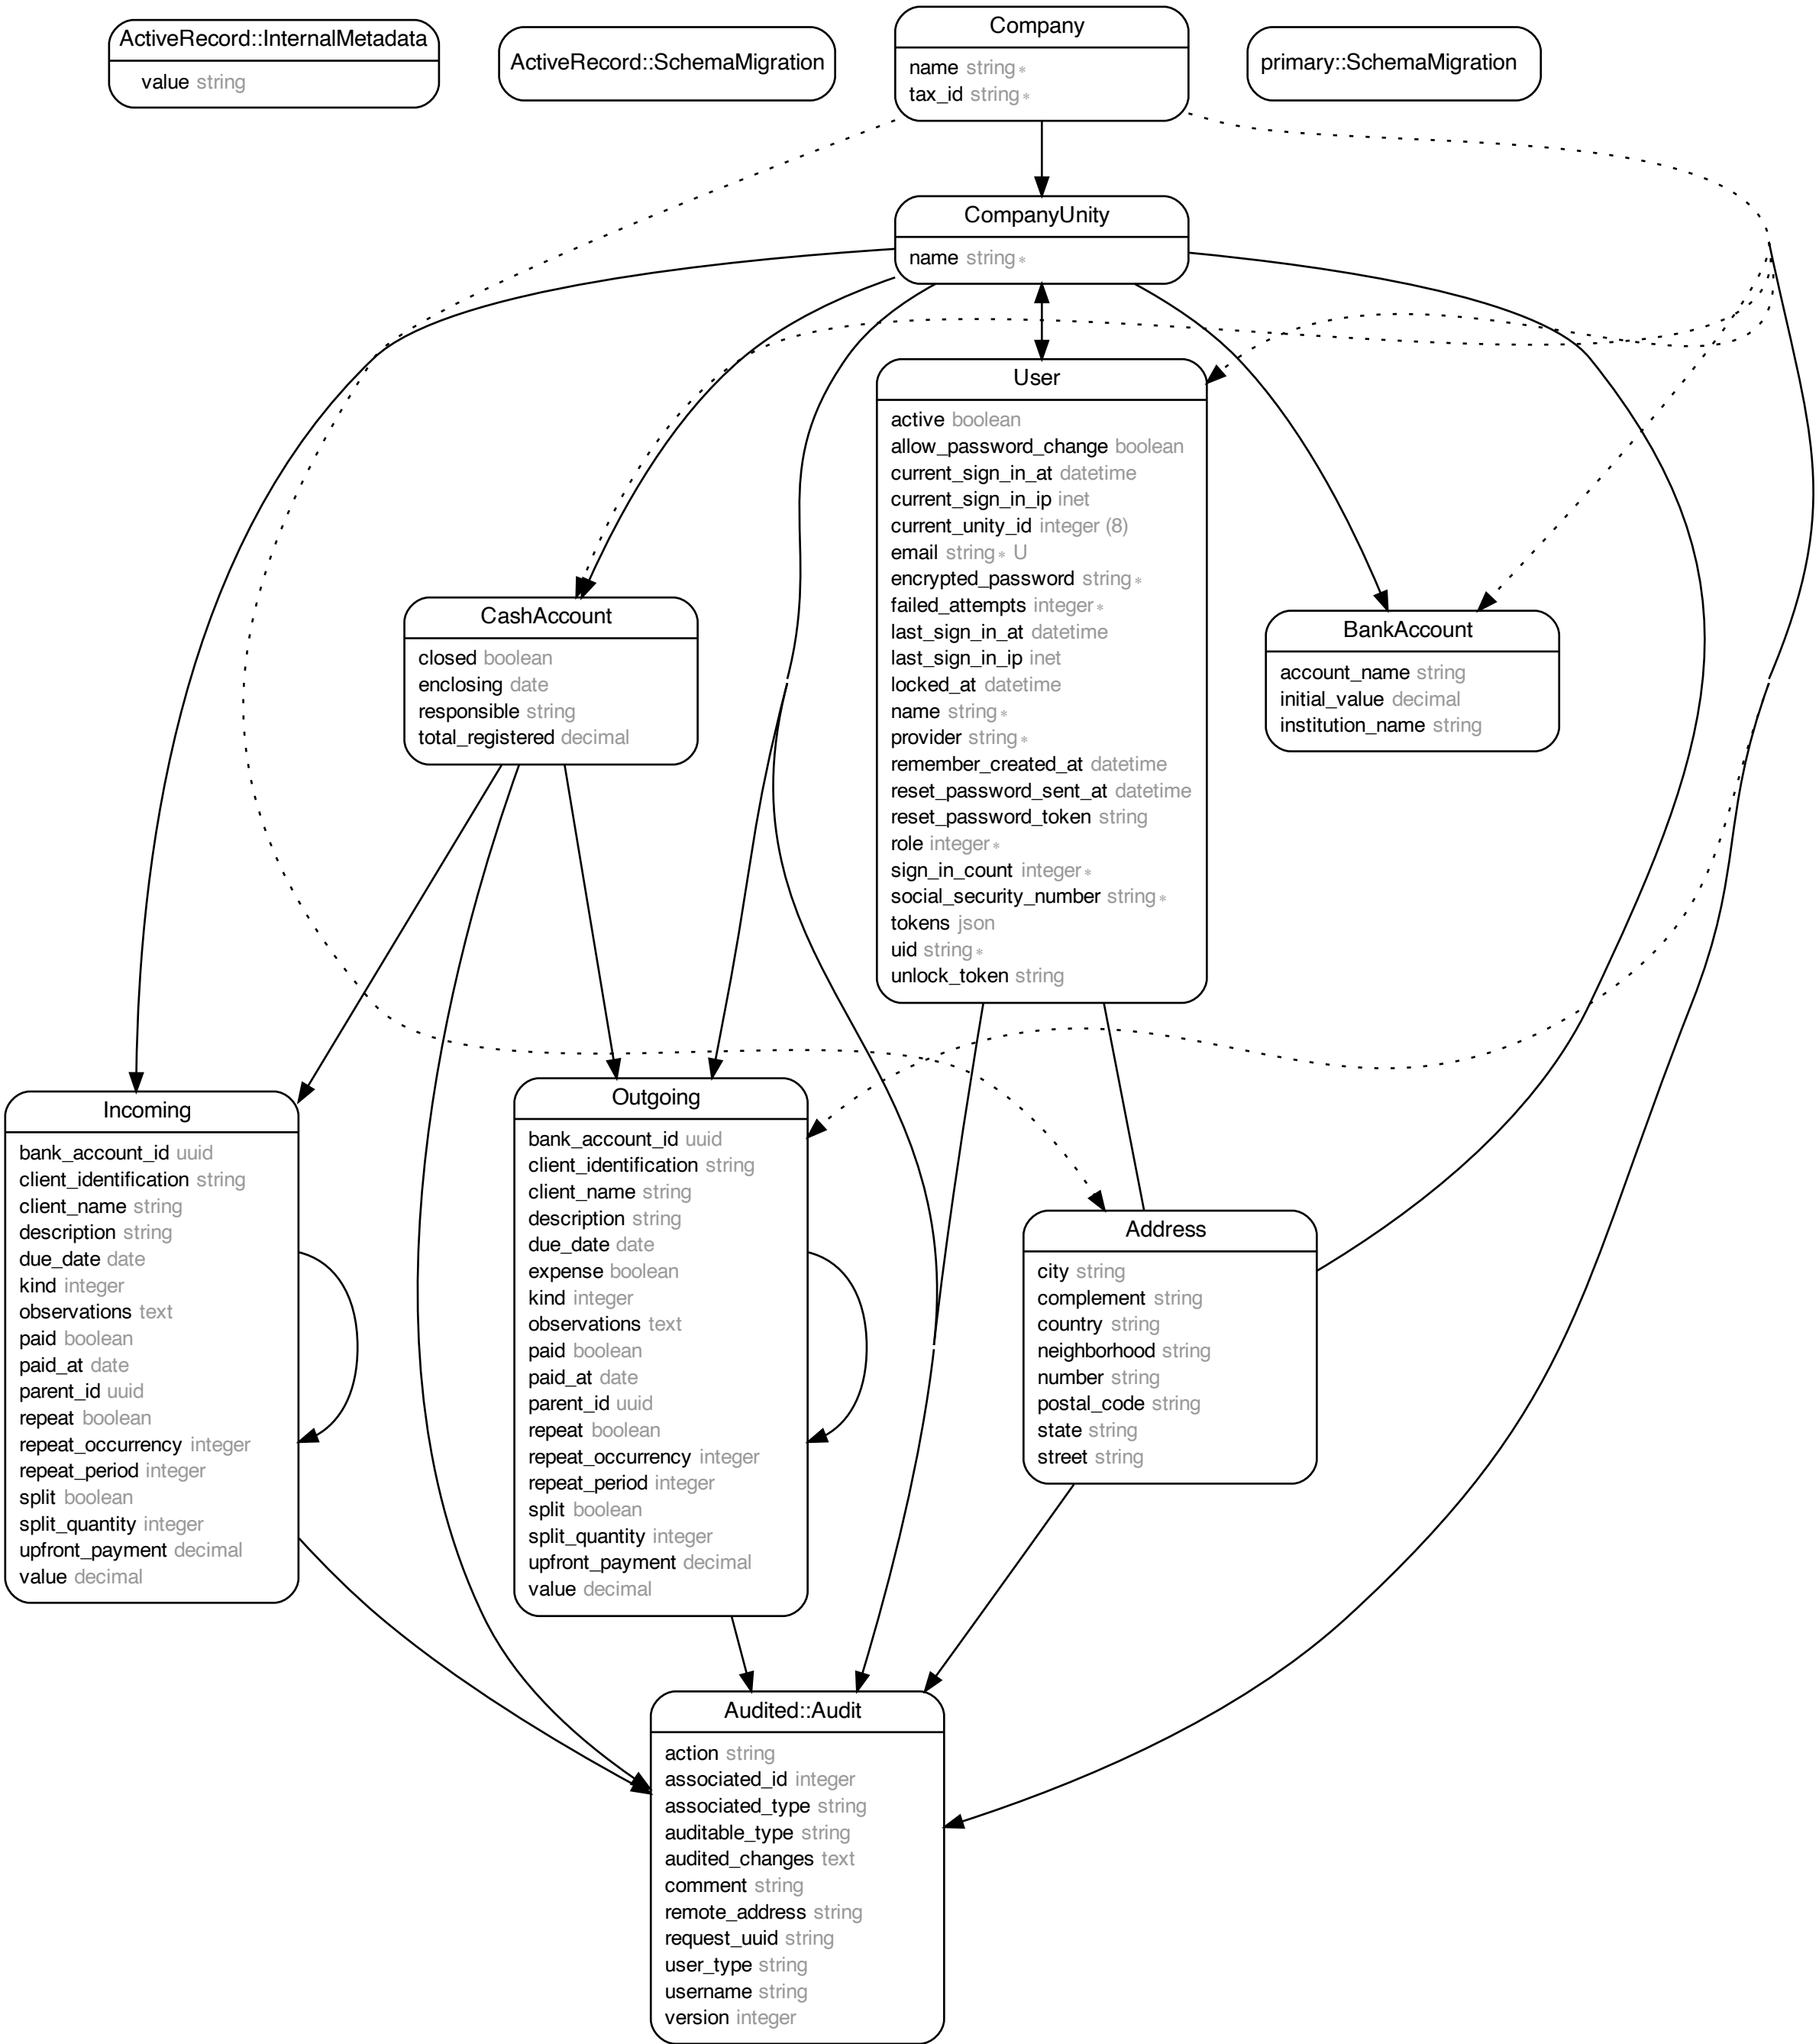 ActiveRecord::InternalMetadata
value string
ActiveRecord::SchemaMigration
Company
name string *
tax_id string *
primary::SchemaMigration
CompanyUnity
name string *
User
active boolean
allow_password_change boolean
current_sign_in_at datetime
current_sign_in_ip inet
current_unity_id integer (8)
email string * U
encrypted_password string *
failed_attempts integer *
last_sign_in_at datetime
last_sign_in_ip inet
locked_at datetime
name string *
provider string *
remember_created_at datetime
reset_password_sent_at datetime
reset_password_token string
role integer *
sign_in_count integer *
social_security_number string *
tokens json
uid string *
unlock_token string
CashAccount
closed boolean
enclosing date
responsible string
total_registered decimal
BankAccount
account_name string
initial_value decimal
institution_name string
Incoming
bank_account_id uuid
client_identification string
client_name string
description string
due_date date
kind integer
observations text
paid boolean
paid_at date
parent_id uuid
repeat boolean
repeat_occurrency integer
repeat_period integer
split boolean
split_quantity integer
upfront_payment decimal
value decimal
Outgoing
bank_account_id uuid
client_identification string
client_name string
description string
due_date date
expense boolean
kind integer
observations text
paid boolean
paid_at date
parent_id uuid
repeat boolean
repeat_occurrency integer
repeat_period integer
split boolean
split_quantity integer
upfront_payment decimal
value decimal
Address
city string
complement string
country string
neighborhood string
number string
postal_code string
state string
street string
Audited::Audit
action string
associated_id integer
associated_type string
auditable_type string
audited_changes text
comment string
remote_address string
request_uuid string
user_type string
username string
version integer